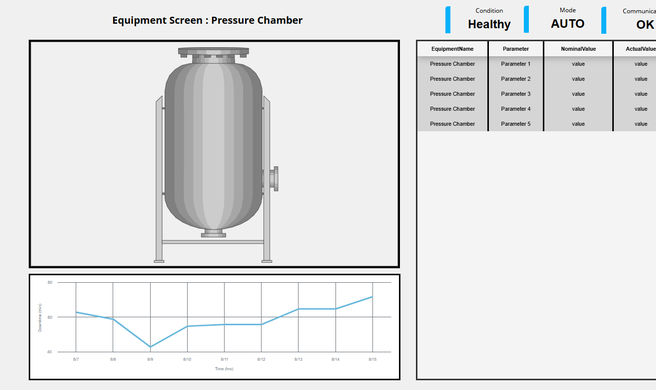 Equipment Screen : Pressure Chamber
Condition
Healthy
Mode
AUTO
Communica
OK
EquipmentName Parameter NominalValue ActualValue
Pressure Chamber Parameter 1 value value
Pressure Chamber Parameter 2 value value
Pressure Chamber Parameter 3 value value
Pressure Chamber Parameter 4 value value
Pressure Chamber Parameter 5 value value
8/7 8/8 8/9 8/10 8/11 8/12 8/13 8/14 8/15
Time (hrs)